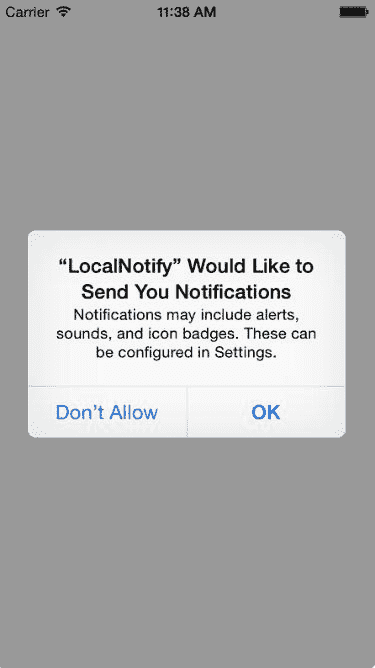 Carrier 11:38 AM
“LocalNotify” Would Like to
Send You Notifications
Notifications may include alerts,
sounds, and icon badges. These can
be configured in Settings.
Don’t Allow OK